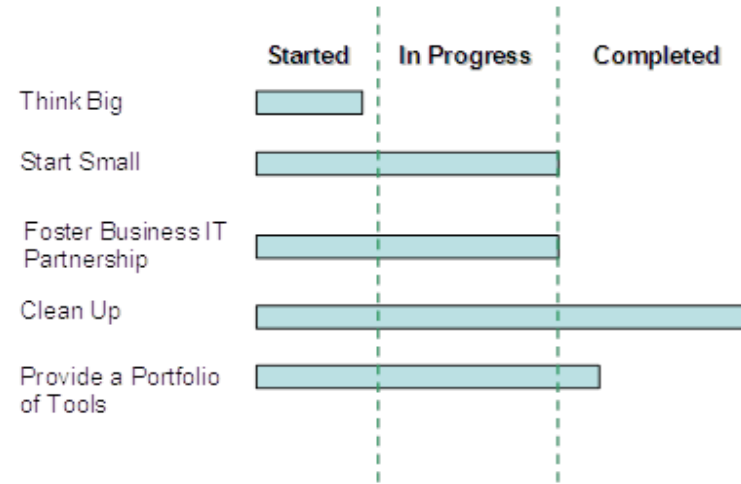 Started In Progress Completed
Think Big
Start Small
Foster Business IT
Partnership
Clean Up
Provide a Portfolio
of Tools